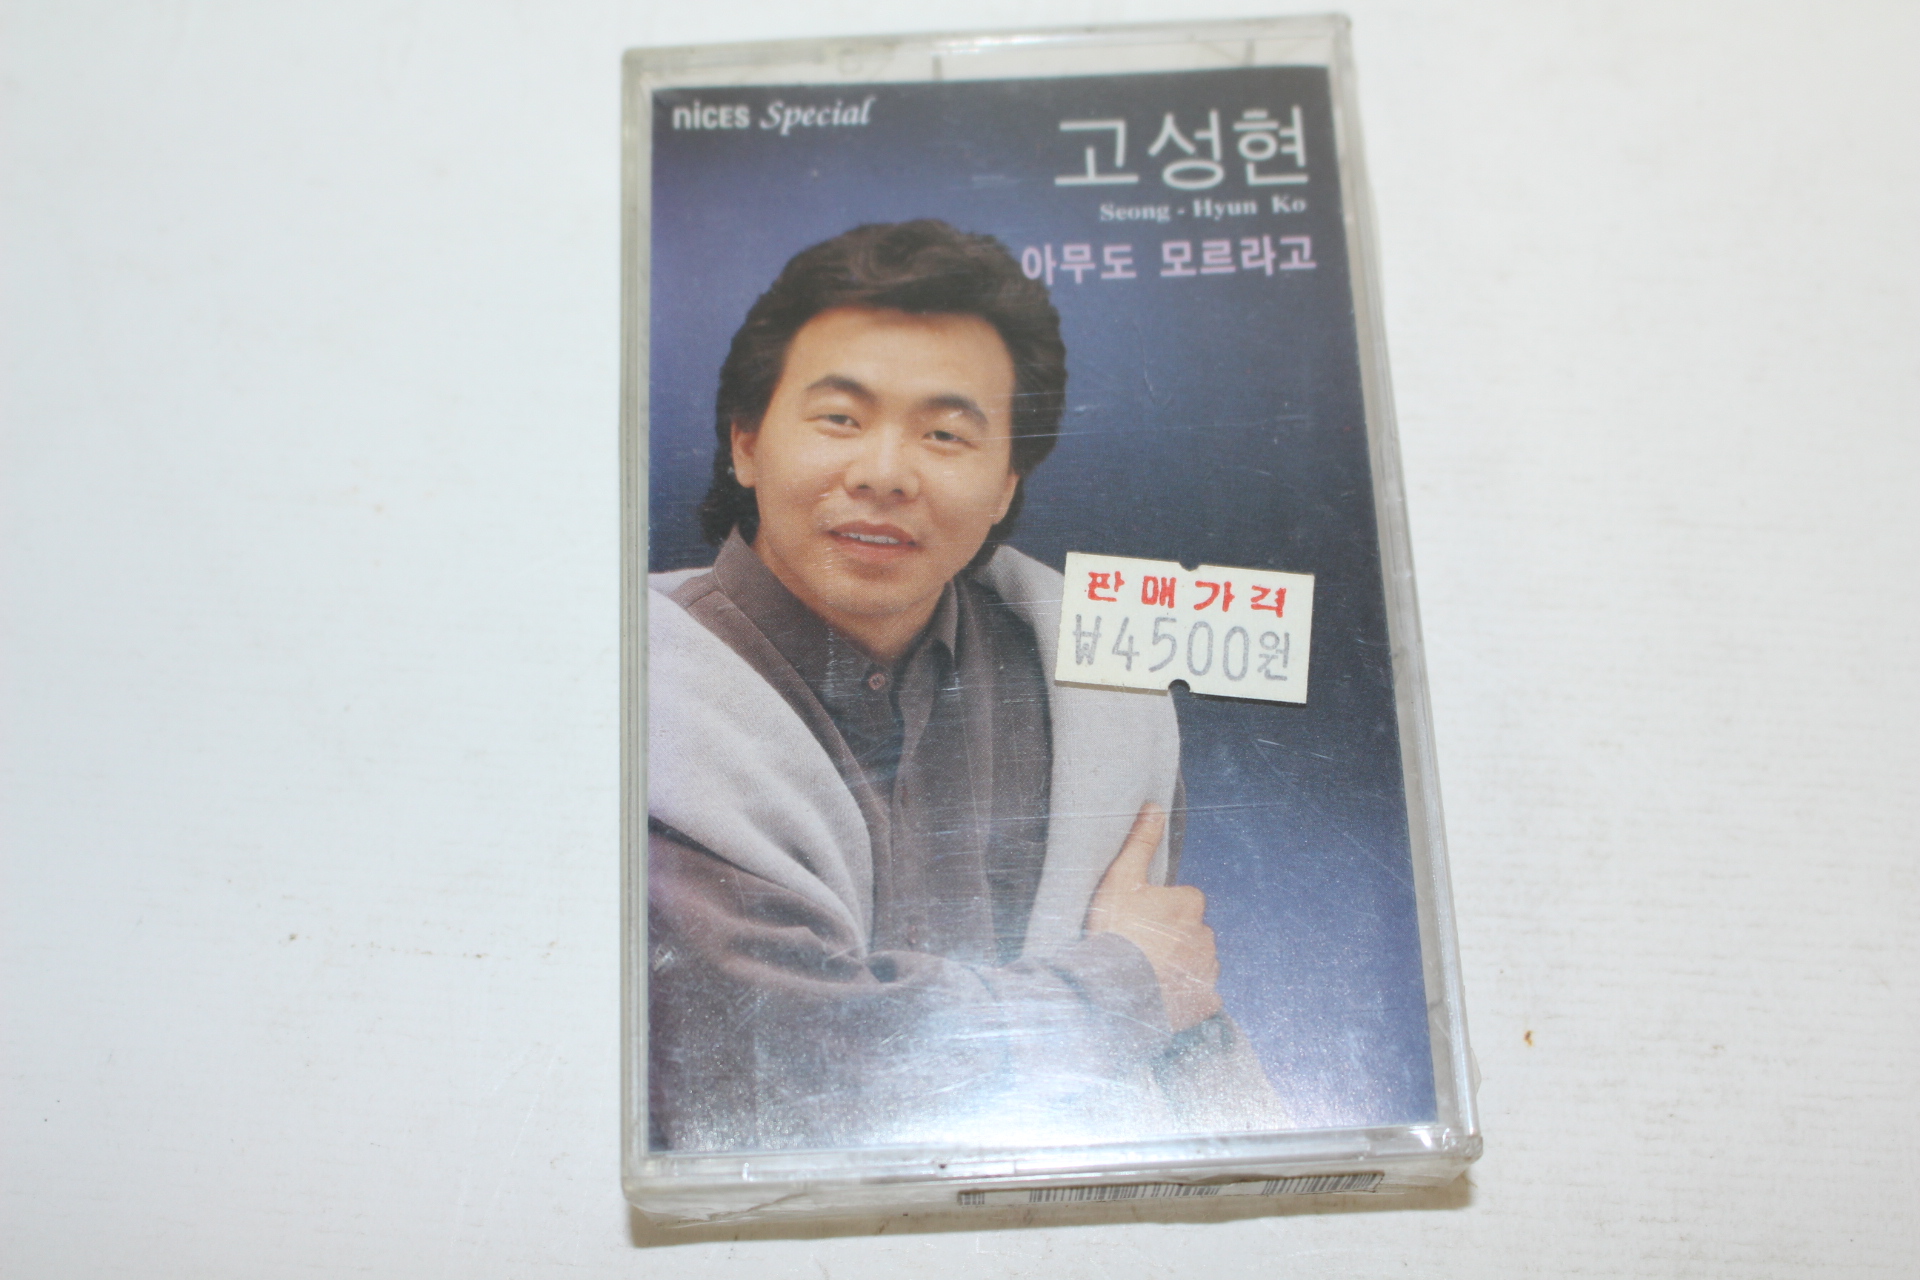 nicES Special
고성현
Seong - Hyun Ko
아무도 모르라고
판매가격
₩4500원